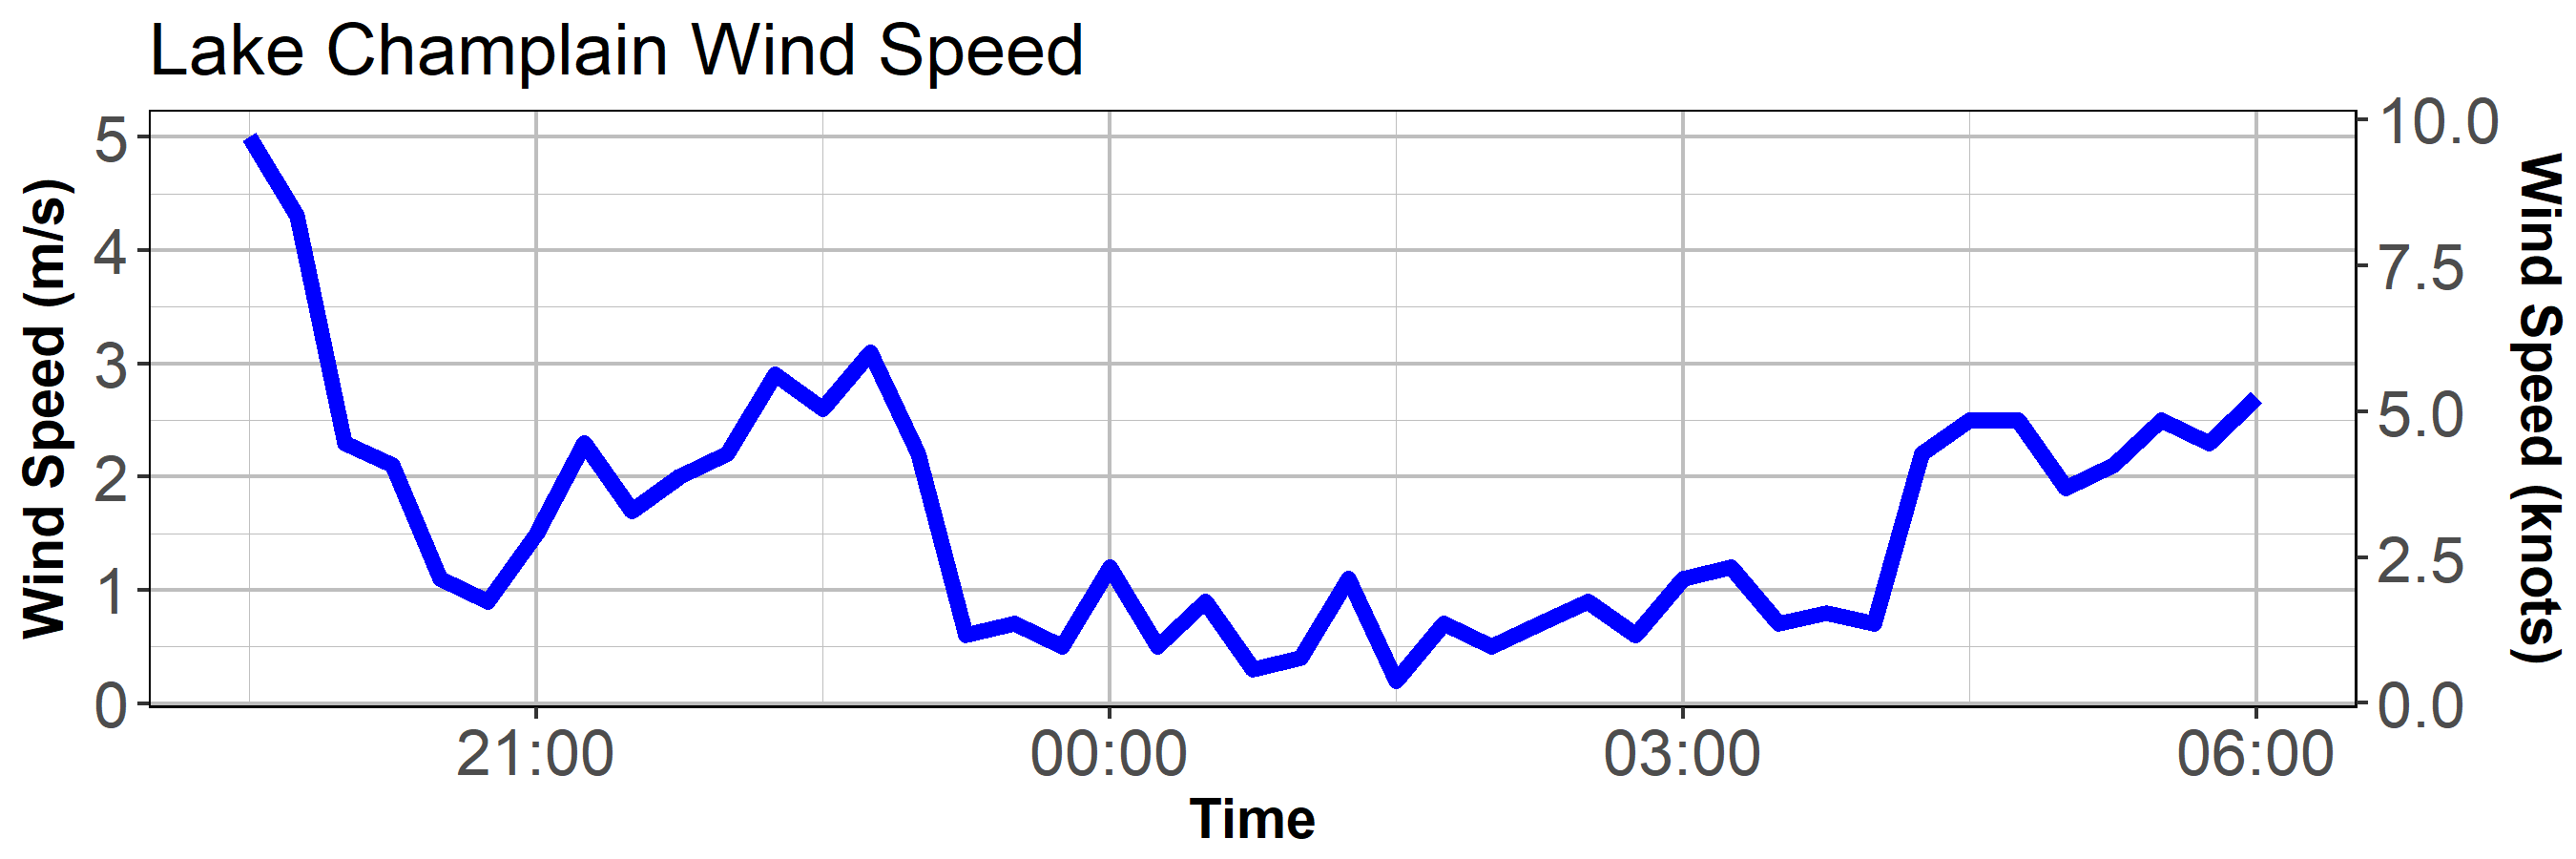 Lake Champlain Wind Speed
Wind Speed (m/s)
5
4
3
2
1
0
10.0
7.5
5.0
2.5
0.0
Wind Speed (knots)
21:00 00:00 03:00 06:00
Time